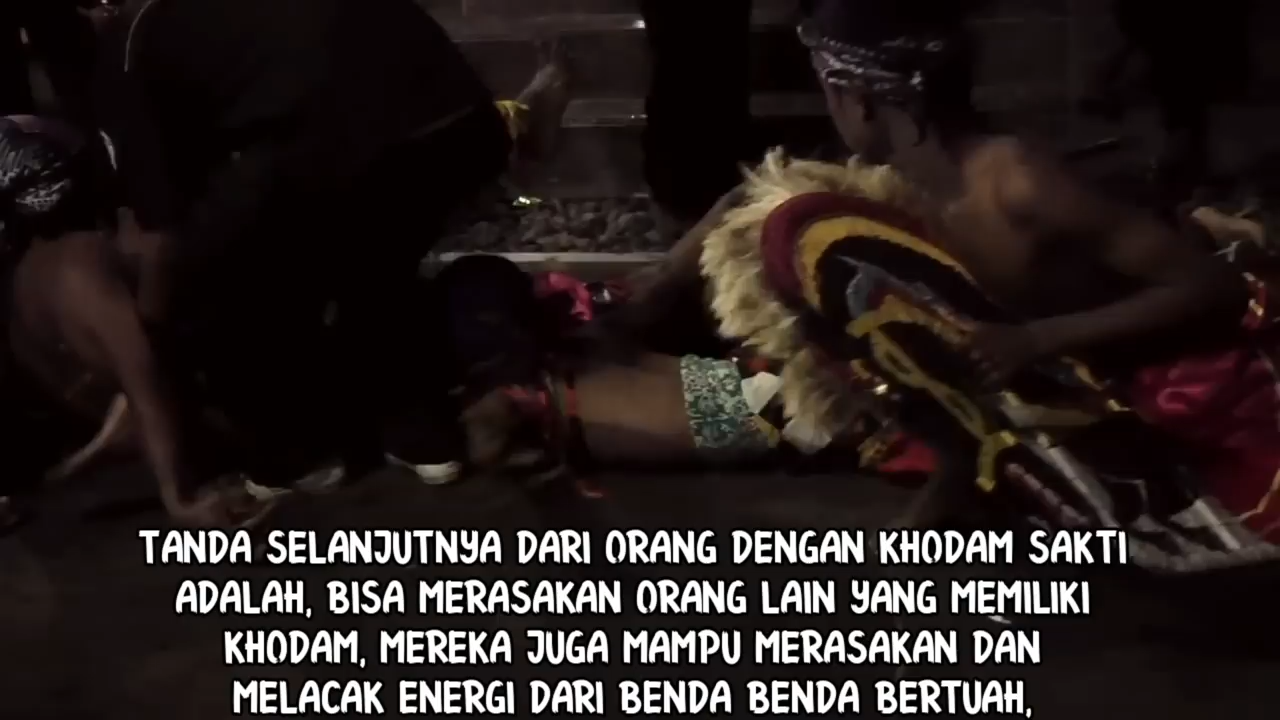 TANDA SELANJUTNYA DARI ORANG DENGAN KHODAM SAKTI
ADALAH, BISA MERASAKAN ORANG LAIN YANG MEMILIKI
KHODAM, MEREKA JUGA MAMPU MERASAKAN DAN
MELACAK ENERGI DARI BENDA BENDA BERTUAH,